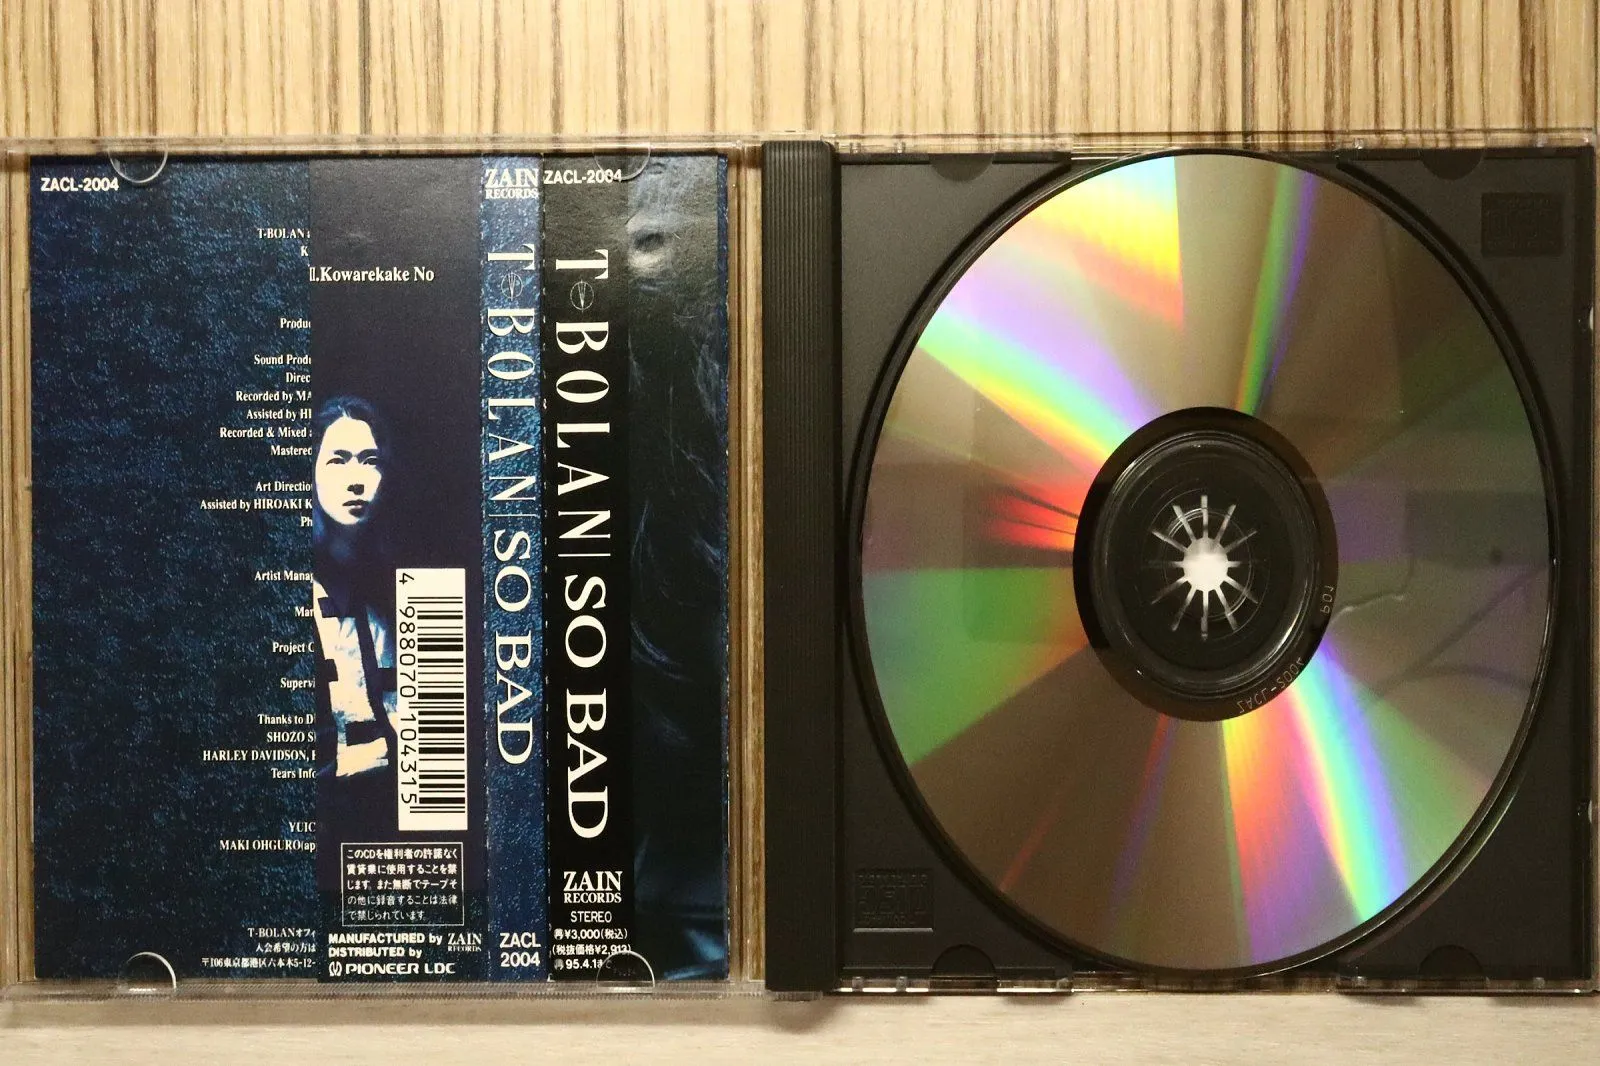 ZACL-2004
T-BOLAN
K
Produ
Sound Produ
Direc
Recorded by MA
Assisted by HI
Recorded & Mixed
Mastered
Art Directio
Assisted by HIROAKI K
Ph
Artist Manag
Man
Project C
Supervi
Thanks to D
SHOZO S
HARLEY DAVIDSON,
Tears Info
YUIC
MAKI OHGURO(ap
T-BOLANオフィ
入会希望の方は
〒106東京都港区六本木5-12-
II.Kowarekake No
4 988070 104315
このCDを権利者の許諾なく
賃貸業に使用することを禁
じます。また無断でテープそ
の他に録音することは法律
で禁じられています。
MANUFACTURED by ZAIN RECORDS
DISTRIBUTED by
PIONEER LDC
ZAIN
RECORDS
T-BOLAN SO BAD
ZACL
2004
ZACL-2004
T-BOLAN SO BAD
ZAIN
RECORDS
STEREO
¥3,000(税込)
(税抜価格¥2,913)
95.4.1
ZACL-2004